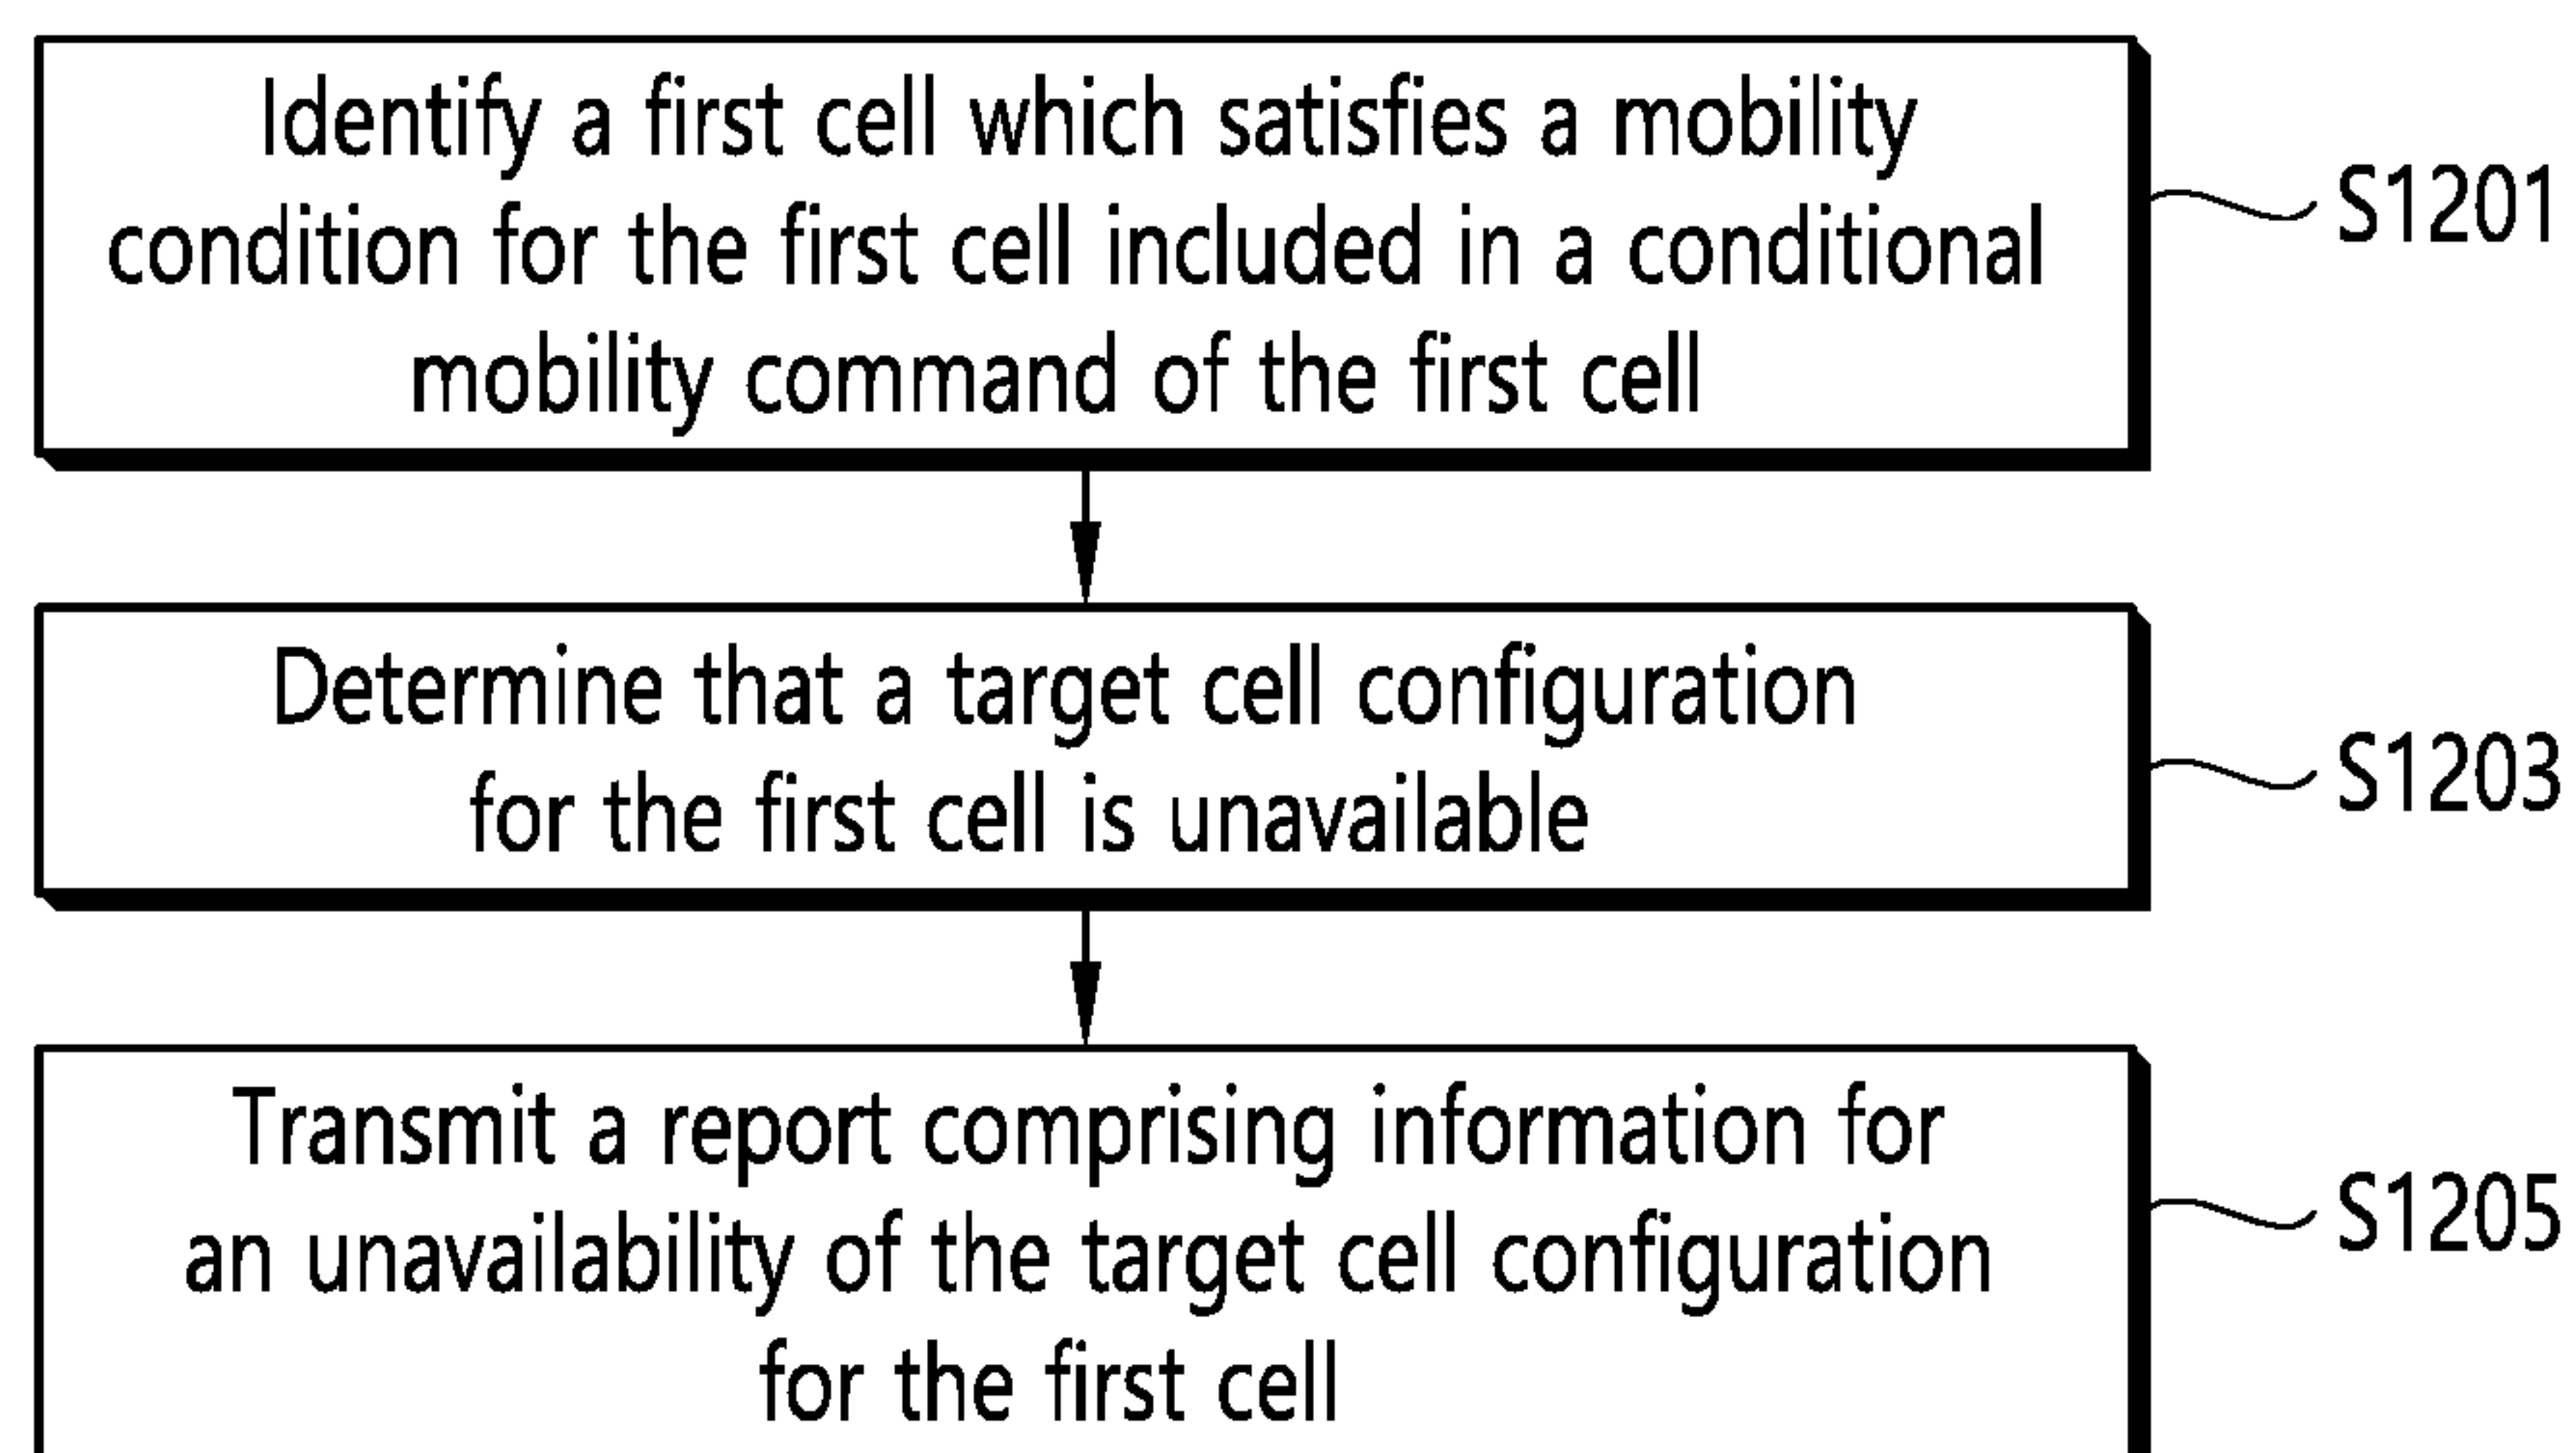 Identify a first cell which satisfies a mobility
condition for the first cell included in a conditional
mobility command of the first cell
S1201
Determine that a target cell configuration
for the first cell is unavailable
S1203
Transmit a report comprising information for
an unavailability of the target cell configuration
for the first cell
S1205